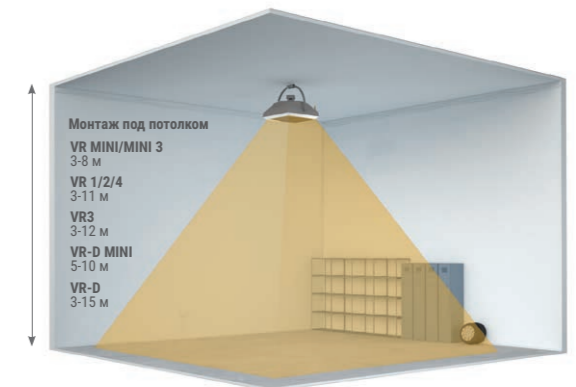 Монтаж под потолком
VR MINI/MINI 3
3-8 м
VR 1/2/4
3-11 м
VR3
3-12 м
VR-D MINI
5-10 м
VR-D
3-15 м